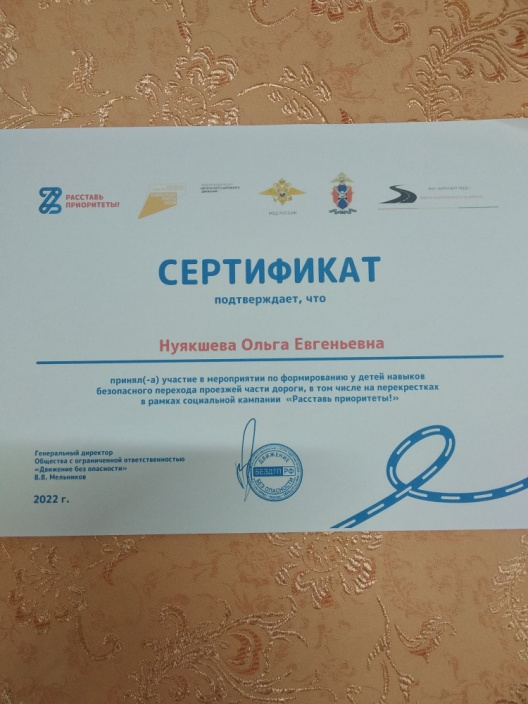 РАССТАВЬ
ПРИОРИТЕТЫ!
МВД РОССИИ
СЕРТИФИКАТ
подтверждает, что
Нуякшева Ольга Евгеньевна
принял(-а) участие в мероприятии по формированию у детей навыков
безопасного перехода проезжей части дороги, в том числе на перекрестках
в рамках социальной кампании «Расставь приоритеты!»
Генеральный директор
Общества с ограниченной ответственностью
«Движение без опасности»
В.В. Мельников
2022 г.
ДВИЖЕНИЕ
БЕЗДТП РФ
БЕЗ ОПАСНОСТИ